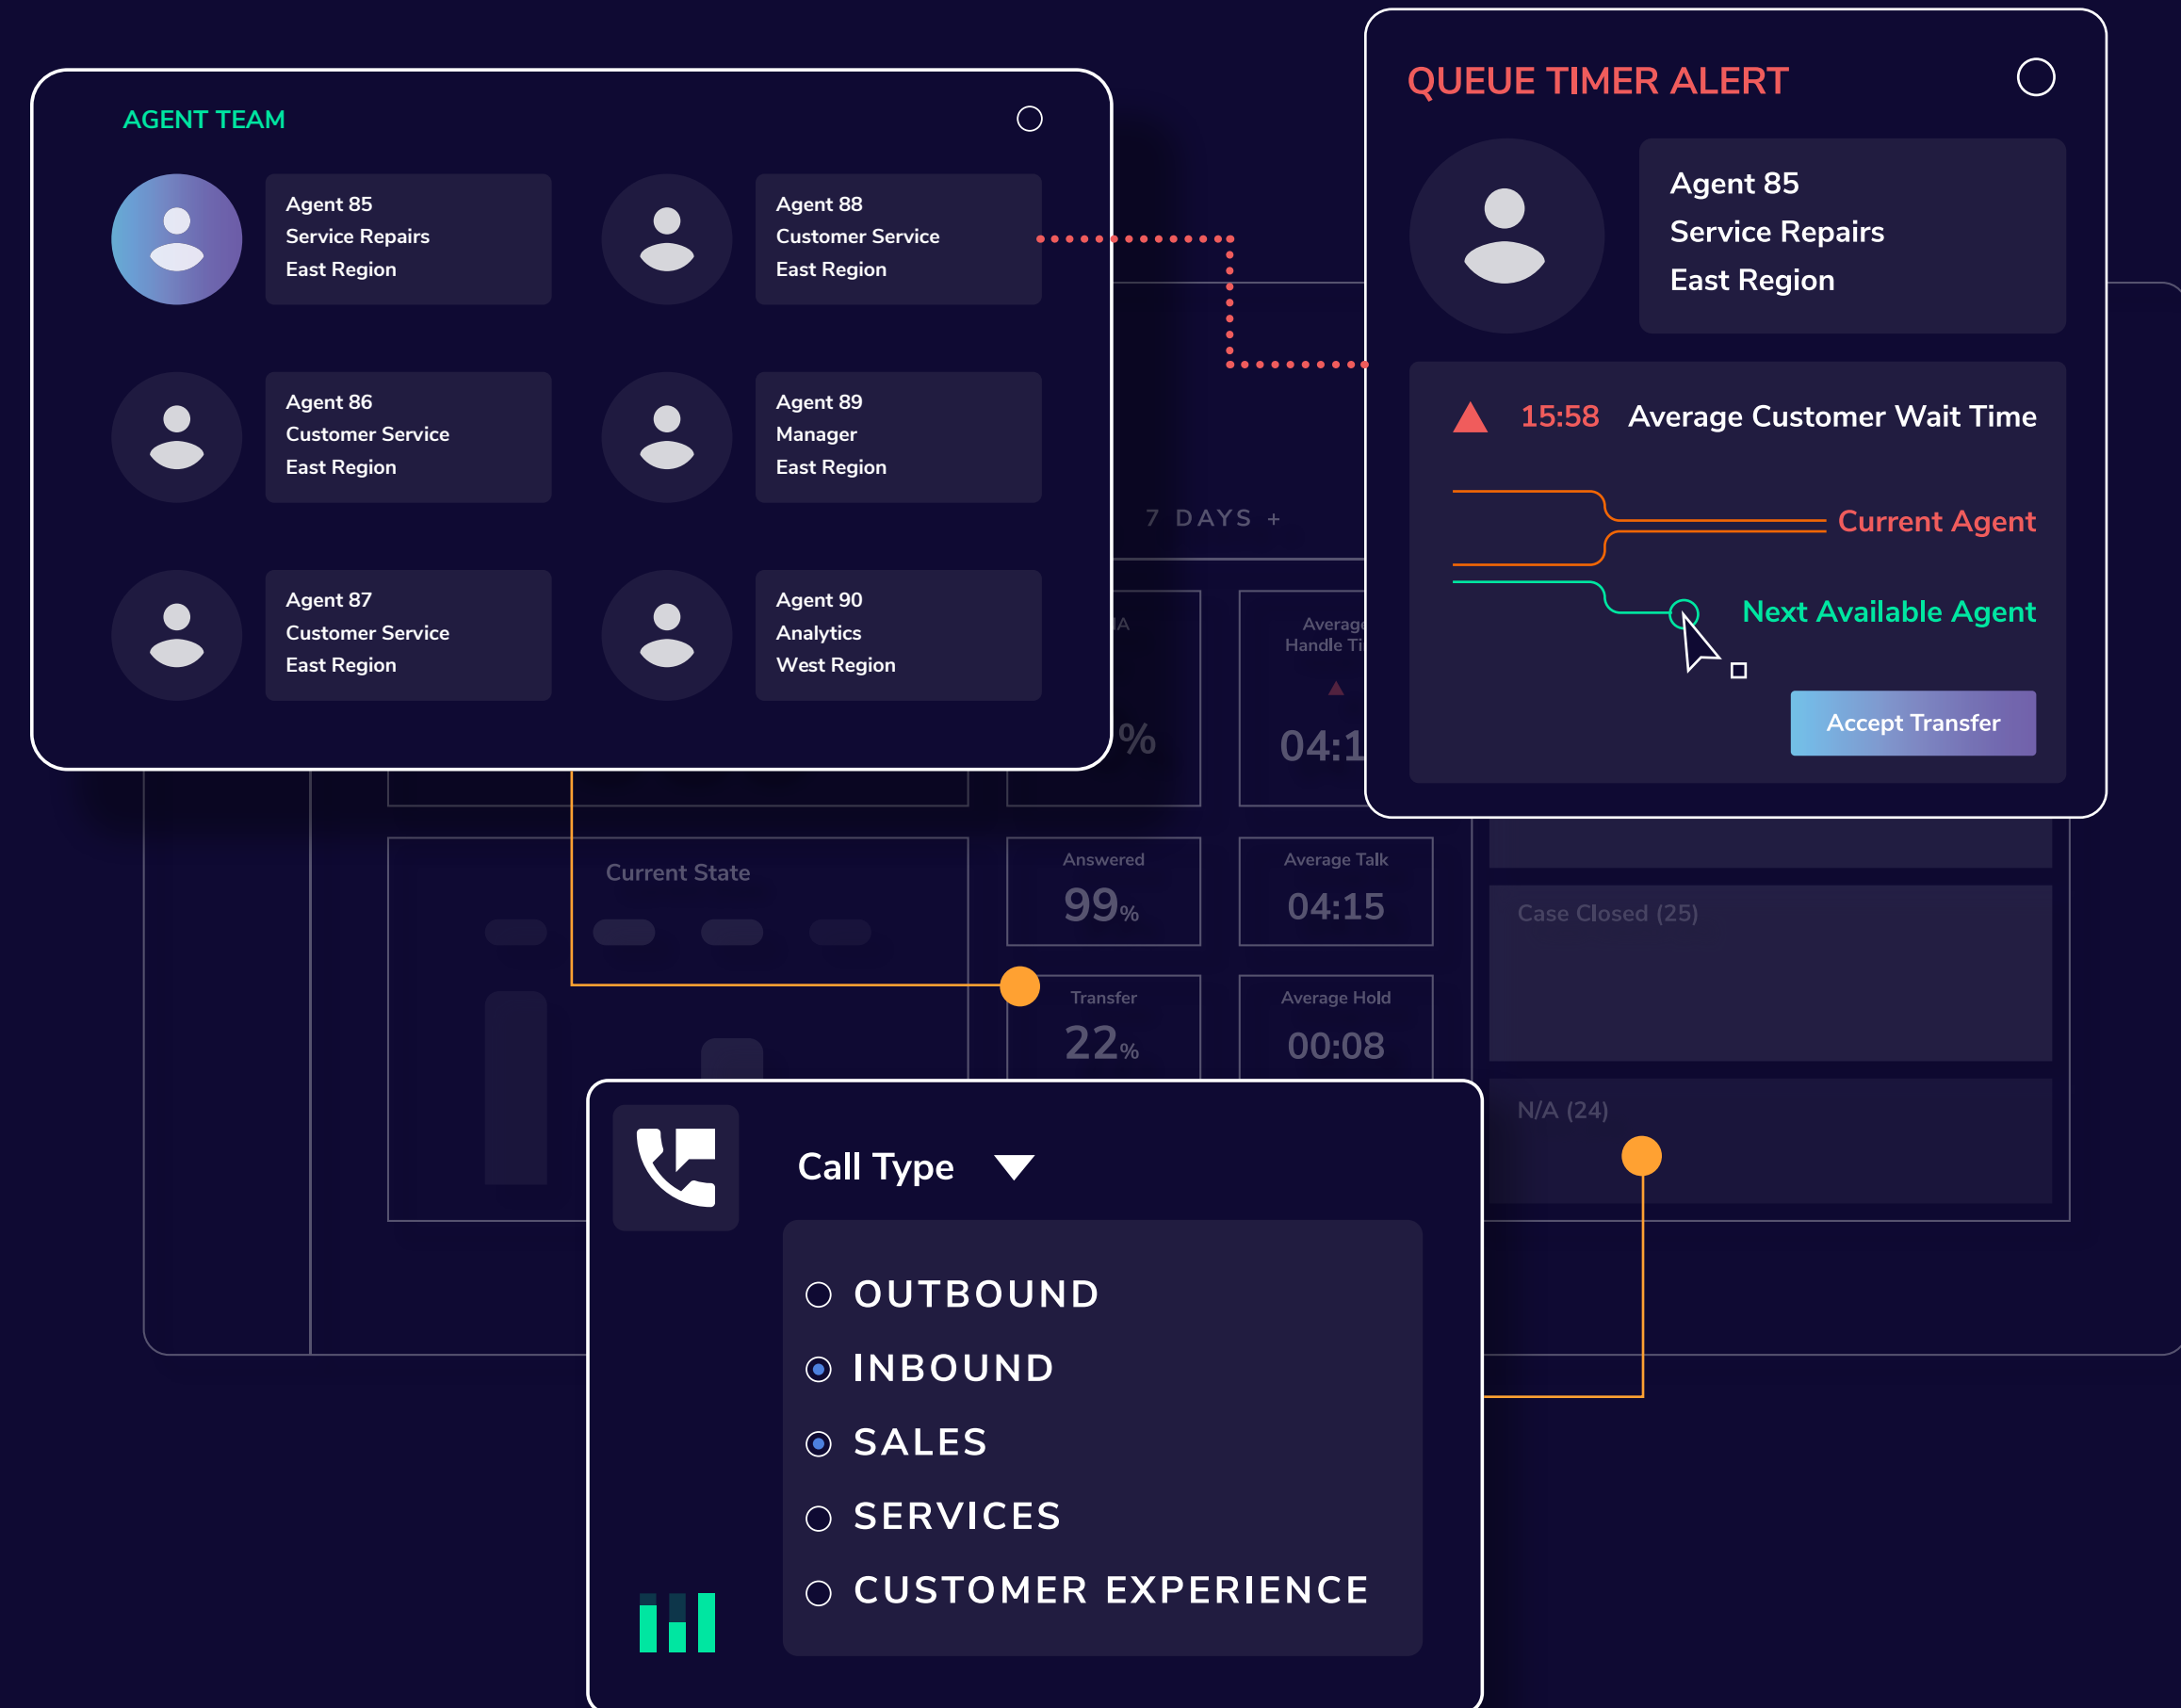 AGENT TEAM
Agent 85
Service Repairs
East Region
Agent 88
Customer Service
East Region
Agent 86
Customer Service
East Region
Agent 89
Manager
East Region
Agent 87
Customer Service
East Region
Agent 90
Analytics
West Region
QUEUE TIMER ALERT
Agent 85
Service Repairs
East Region
15:58 Average Customer Wait Time
Current Agent
Next Available Agent
Accept Transfer
7 DAYS +
%
Current State
Answered
99%
Average Talk
04:15
Transfer
22%
Average Hold
00:08
Case Closed (25)
N/A (24)
Call Type
OUTBOUND
INBOUND
SALES
SERVICES
CUSTOMER EXPERIENCE